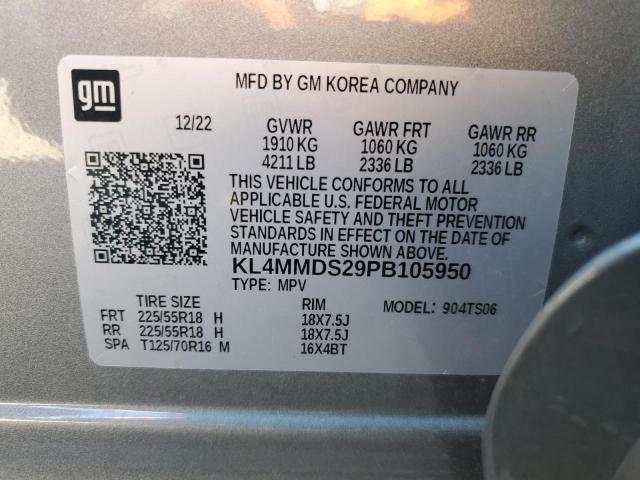 gm
MFD BY GM KOREA COMPANY
12/22 GVWR GAWR FRT GAWR RR
1910 KG 1060 KG 1060 KG
4211 LB 2336 LB 2336 LB
THIS VEHICLE CONFORMS TO ALL
APPLICABLE U.S. FEDERAL MOTOR
VEHICLE SAFETY AND THEFT PREVENTION
STANDARDS IN EFFECT ON THE DATE OF
MANUFACTURE SHOWN ABOVE.
KL4MMDS29PB105950
TYPE: MPV
TIRE SIZE RIM MODEL: 904TS06
FRT 225/55R18 H 18X7.5J
RR 225/55R18 H 18X7.5J
SPA T125/70R16 M 16X4BT